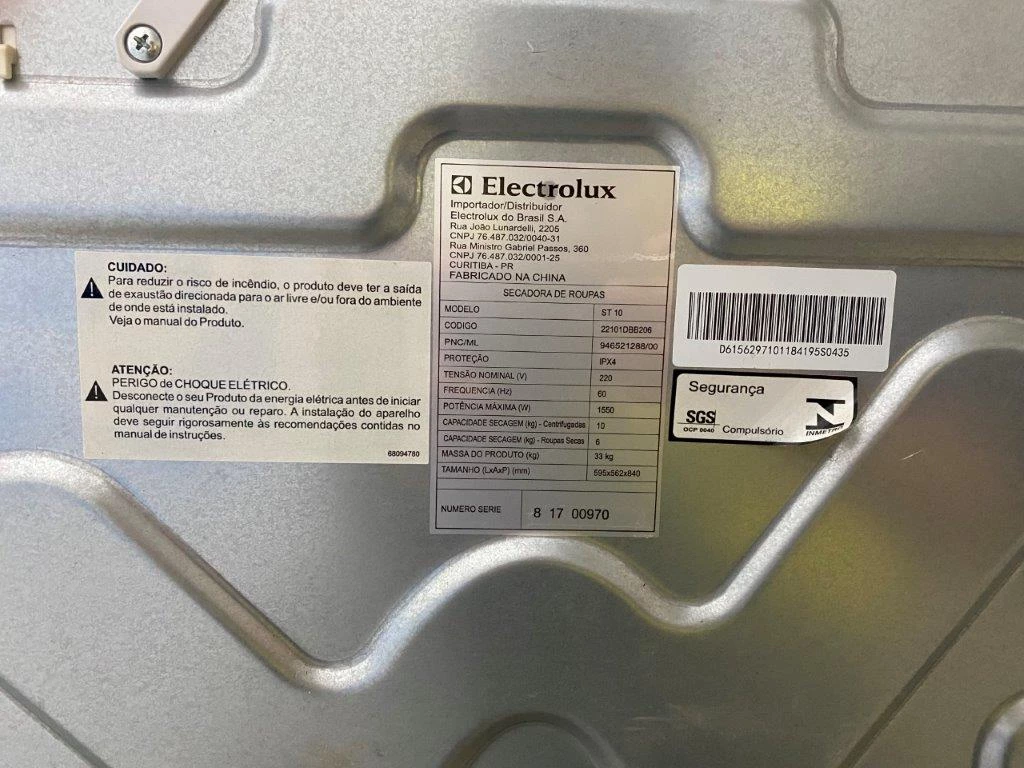 Electrolux
Importador/Distribuidor
Electrolux do Brasil S.A.
Rua João Lunardelli, 2205
CNPJ 76.487.032/0040-31
Rua Ministro Gabriel Passos, 360
CNPJ 76.487.032/0001-25
CURITIBA - PR
FABRICADO NA CHINA
SECADORA DE ROUPAS
MODELO ST 10
CODIGO 22101DBB206
PNC/ML 946521288/00
PROTEÇÃO IPX4
TENSÃO NOMINAL (V) 220
FREQUENCIA (Hz) 60
POTÊNCIA MÁXIMA (W) 1550
CAPACIDADE SECAGEM (kg) - Centrifugadas 10
CAPACIDADE SECAGEM (kg) - Roupas Secas 6
MASSA DO PRODUTO (kg) 33 kg
TAMANHO (LxAxP) (mm) 595x562x840
NUMERO SERIE 8 17 00970
CUIDADO:
Para reduzir o risco de incêndio, o produto deve ter a saída
de exaustão direcionada para o ar livre e/ou fora do ambiente
de onde está instalado.
Veja o manual do Produto.
ATENÇÃO:
PERIGO de CHOQUE ELÉTRICO.
Desconecte o seu Produto da energia elétrica antes de iniciar
qualquer manutenção ou reparo. A instalação do aparelho
deve seguir rigorosamente às recomendações contidas no
manual de instruções.
68094780
D6156297101184195S0435
Segurança
SGS
OCP 0040
Compulsório
INMETRO